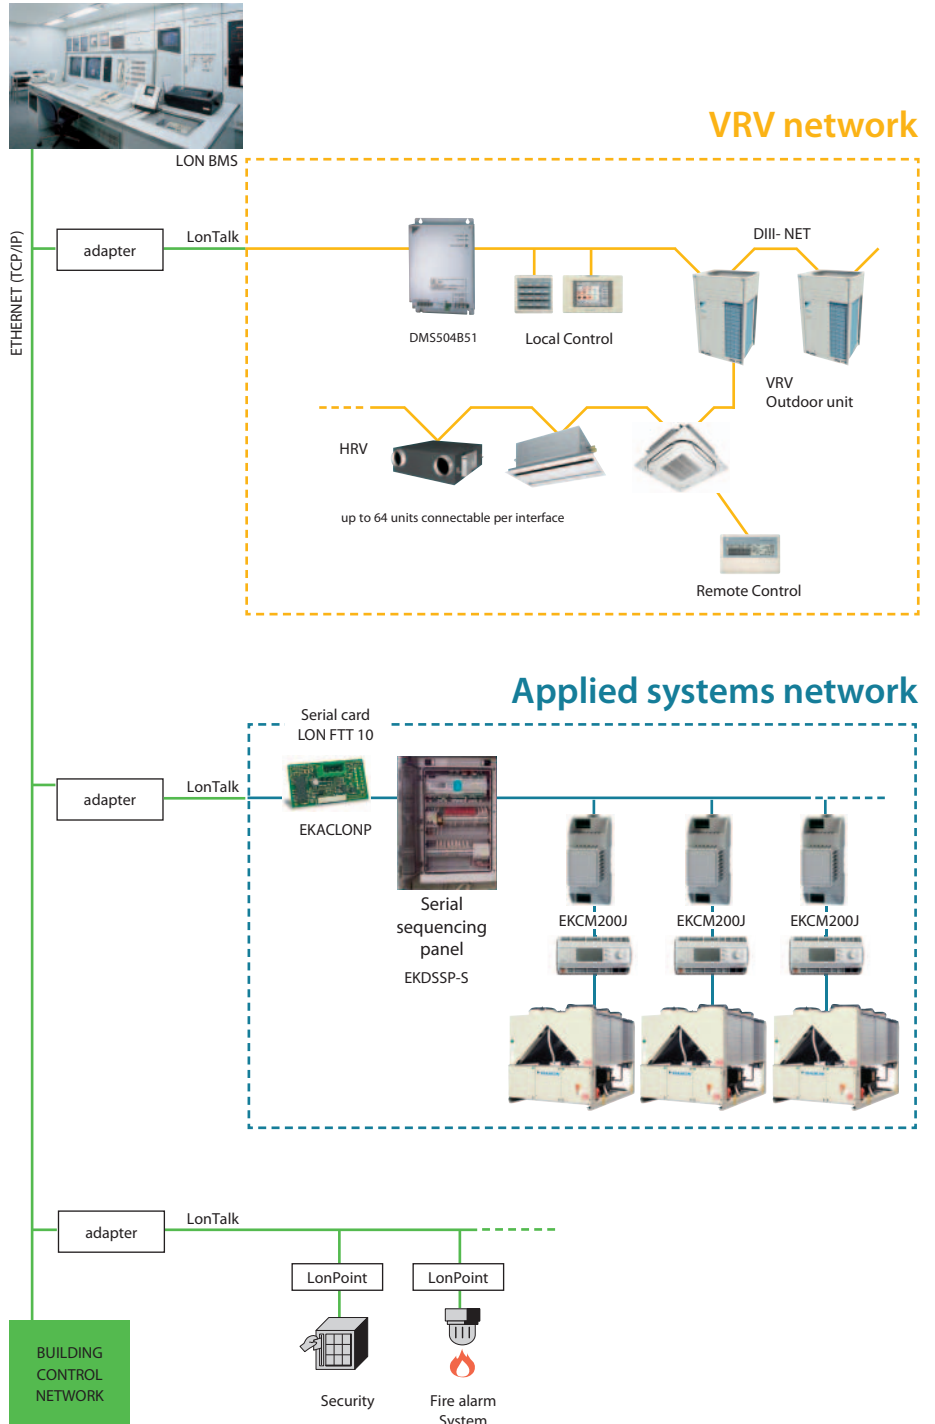 VRV network
LON BMS
ETHERNET (TCP/IP)
adapter
LonTalk
DIII- NET
DMS504B51
Local Control
VRV
Outdoor unit
HRV
up to 64 units connectable per interface
Remote Control
Applied systems network
Serial card
LON FTT 10
adapter
LonTalk
EKACLONP
Serial
sequencing
panel
EKDSSP-S
EKCM200J
EKCM200J
EKCM200J
adapter
LonTalk
LonPoint
LonPoint
BUILDING
CONTROL
NETWORK
Security
Fire alarm
System